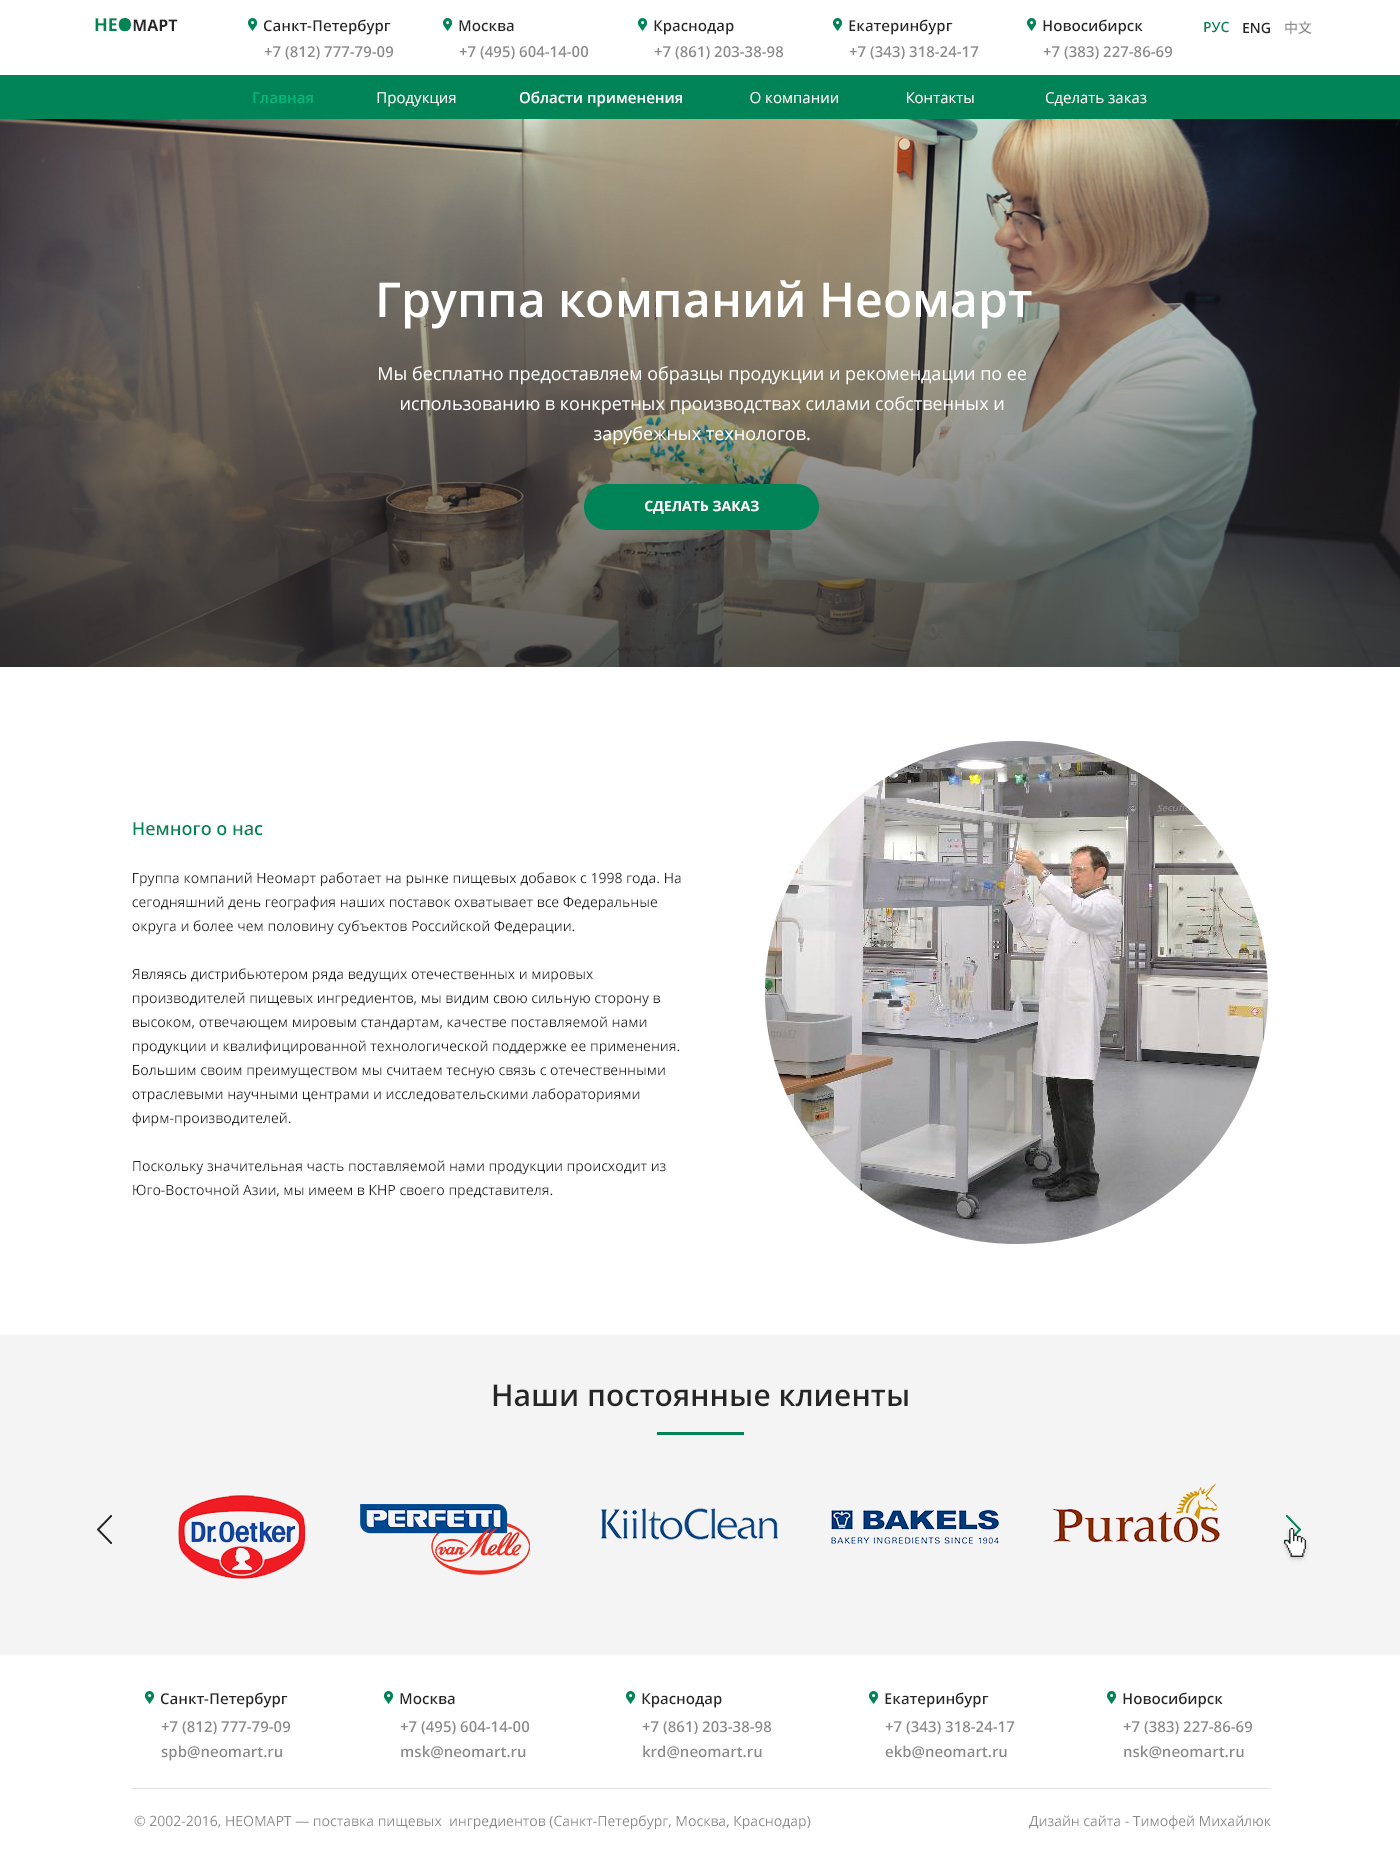 НЕОМАРТ
Санкт-Петербург
+7 (812) 777-79-09
Москва
+7 (495) 604-14-00
Краснодар
+7 (861) 203-38-98
Екатеринбург
+7 (343) 318-24-17
Новосибирск
+7 (383) 227-86-69
РУС ENG 中文
Главная Продукция Области применения О компании Контакты Сделать заказ
Группа компаний Неомарт
Мы бесплатно предоставляем образцы продукции и рекомендации по ее
использованию в конкретных производствах силами собственных и
зарубежных технологов.
СДЕЛАТЬ ЗАКАЗ
Немного о нас
Группа компаний Неомарт работает на рынке пищевых добавок с 1998 года. На
сегодняшний день география наших поставок охватывает все Федеральные
округа и более чем половину субъектов Российской Федерации.
Являясь дистрибьютером ряда ведущих отечественных и мировых
производителей пищевых ингредиентов, мы видим свою сильную сторону в
высоком, отвечающем мировым стандартам, качестве поставляемой нами
продукции и квалифицированной технологической поддержке ее применения.
Большим своим преимуществом мы считаем тесную связь с отечественными
отраслевыми научными центрами и исследовательскими лабораториями
фирм-производителей.
Поскольку значительная часть поставляемой нами продукции происходит из
Юго-Восточной Азии, мы имеем в КНР своего представителя.
Наши постоянные клиенты
Dr.Oetker
PERFETTI
van Melle
KiiltoClean
BAKELS
BAKERY INGREDIENTS SINCE 1904
Puratos
Санкт-Петербург
+7 (812) 777-79-09
spb@neomart.ru
Москва
+7 (495) 604-14-00
msk@neomart.ru
Краснодар
+7 (861) 203-38-98
krd@neomart.ru
Екатеринбург
+7 (343) 318-24-17
ekb@neomart.ru
Новосибирск
+7 (383) 227-86-69
nsk@neomart.ru
© 2002-2016, НЕОМАРТ — поставка пищевых  ингредиентов (Санкт-Петербург, Москва, Краснодар)
Дизайн сайта - Тимофей Михайлюк